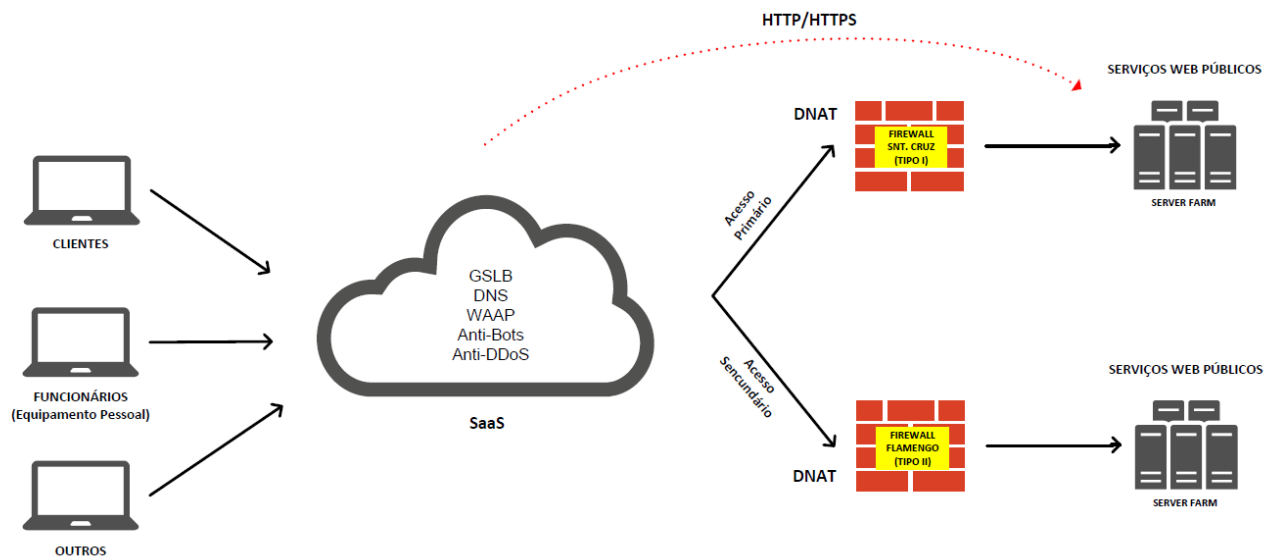 HTTP/HTTPS
CLIENTES
FUNCIONÁRIOS
(Equipamento Pessoal)
OUTROS
GSLB
DNS
WAAP
Anti-Bots
Anti-DDoS
SaaS
Acesso
Primário
Acesso
Sencundário
DNAT
FIREWALL
SNT. CRUZ
(TIPO I)
SERVIÇOS WEB PÚBLICOS
SERVER FARM
DNAT
FIREWALL
FLAMENGO
(TIPO II)
SERVIÇOS WEB PÚBLICOS
SERVER FARM